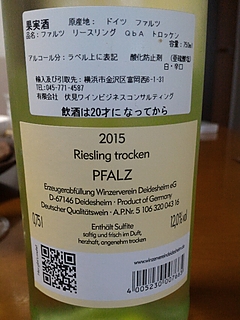 果実酒 原産地: ドイツ ファルツ
品名:ファルツ リースリング QbA トロッケン
容量:750ml
アルコール分:ラベル上に表記 酸化防止剤 (亜硫酸塩)
白・辛口
輸入及び引取先:横浜市金沢区富岡西6-1-31
TEL:045-771-4587
有限会社 伏見ワインビジネスコンサルティング
飲酒は20才になってから
2015
Riesling trocken
PFALZ
Erzeugerabfüllung Winzerverein Deidesheim eG
D-67146 Deidesheim · Product of Germany
Deutscher Qualitätswein · A.P.Nr. 5 106 320 043 16
0,75 l
12,0% vol
Enthält Sulfite
saftig und frisch im Duft,
herzhaft, angenehm trocken
www.winzervereindeidesheim.de
4 005230 007662